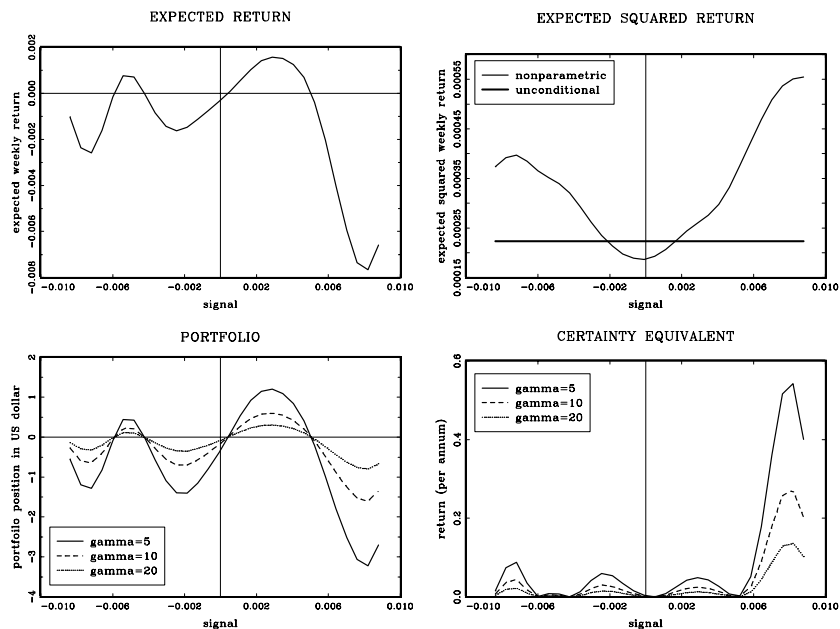 EXPECTED RETURN
expected weekly return
0.002
0.000
-0.002
-0.004
-0.006
-0.008
-0.010
-0.006
-0.002
0.002
0.006
0.010
signal
EXPECTED SQUARED RETURN
expected squared weekly return
0.00055
0.00045
0.00035
0.00025
0.00015
nonparametric
unconditional
-0.010
-0.006
-0.002
0.002
0.006
0.010
signal
PORTFOLIO
portfoilo position in US dollar
2
1
0
-1
-2
-3
-4
gamma=5
gamma=10
gamma=20
-0.010
-0.006
-0.002
0.002
0.006
0.010
signal
CERTAINTY EQUIVALENT
return (per annum)
0.6
0.4
0.2
0.0
gamma=5
gamma=10
gamma=20
-0.010
-0.006
-0.002
0.002
0.006
0.010
signal